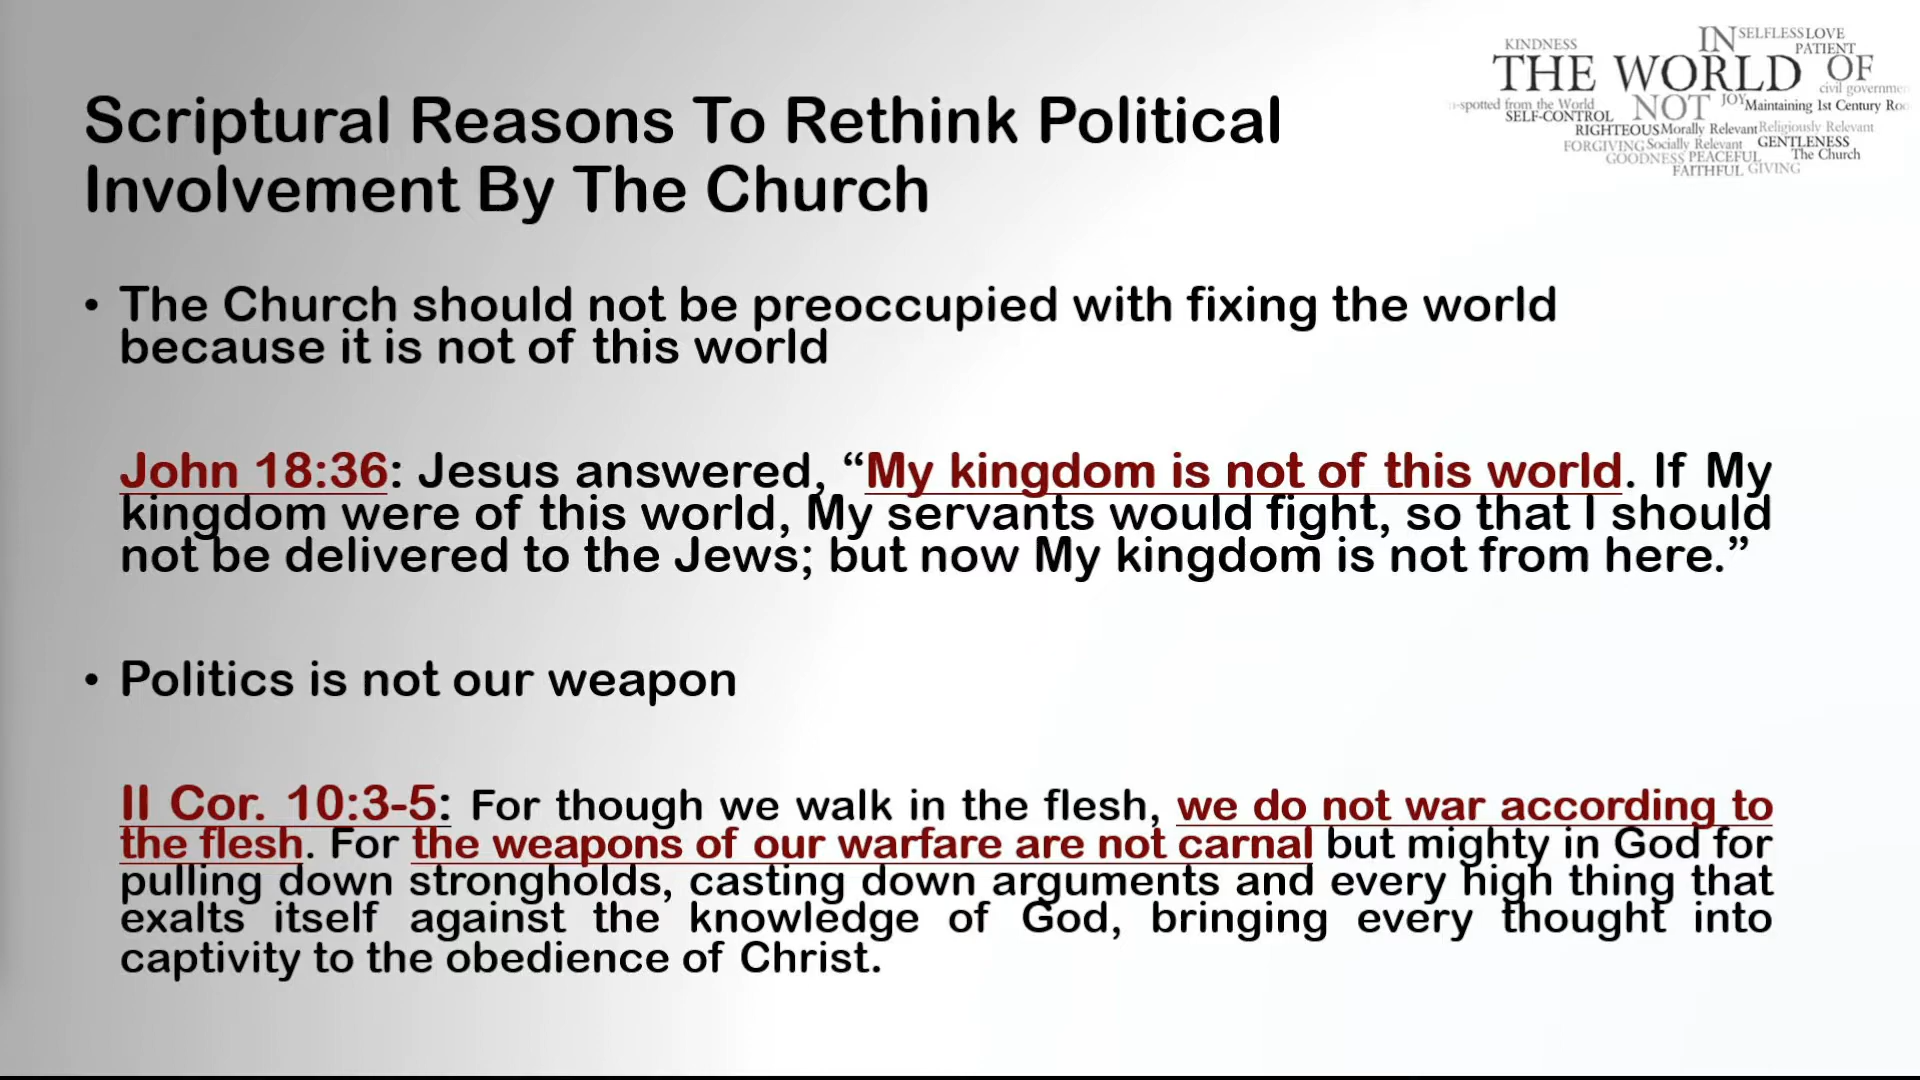 Scriptural Reasons To Rethink Political
Involvement By The Church
• The Church should not be preoccupied with fixing the world
because it is not of this world
John 18:36: Jesus answered, “My kingdom is not of this world. If My
kingdom were of this world, My servants would fight, so that I should
not be delivered to the Jews; but now My kingdom is not from here.”
• Politics is not our weapon
II Cor. 10:3-5: For though we walk in the flesh, we do not war according to
the flesh. For the weapons of our warfare are not carnal but mighty in God for
pulling down strongholds, casting down arguments and every high thing that
exalts itself against the knowledge of God, bringing every thought into
captivity to the obedience of Christ.
KINDNESS IN SELFLESS LOVE
PATIENT
THE WORLD OF
civil governmen
-spotted from the World NOT JOY Maintaining 1st Century Roo
SELF-CONTROL
RIGHTEOUS Morally Relevant Religiously Relevant
FORGIVING Socially Relevant GENTLENESS
GOODNESS PEACEFUL The Church
FAITHFUL GIVING